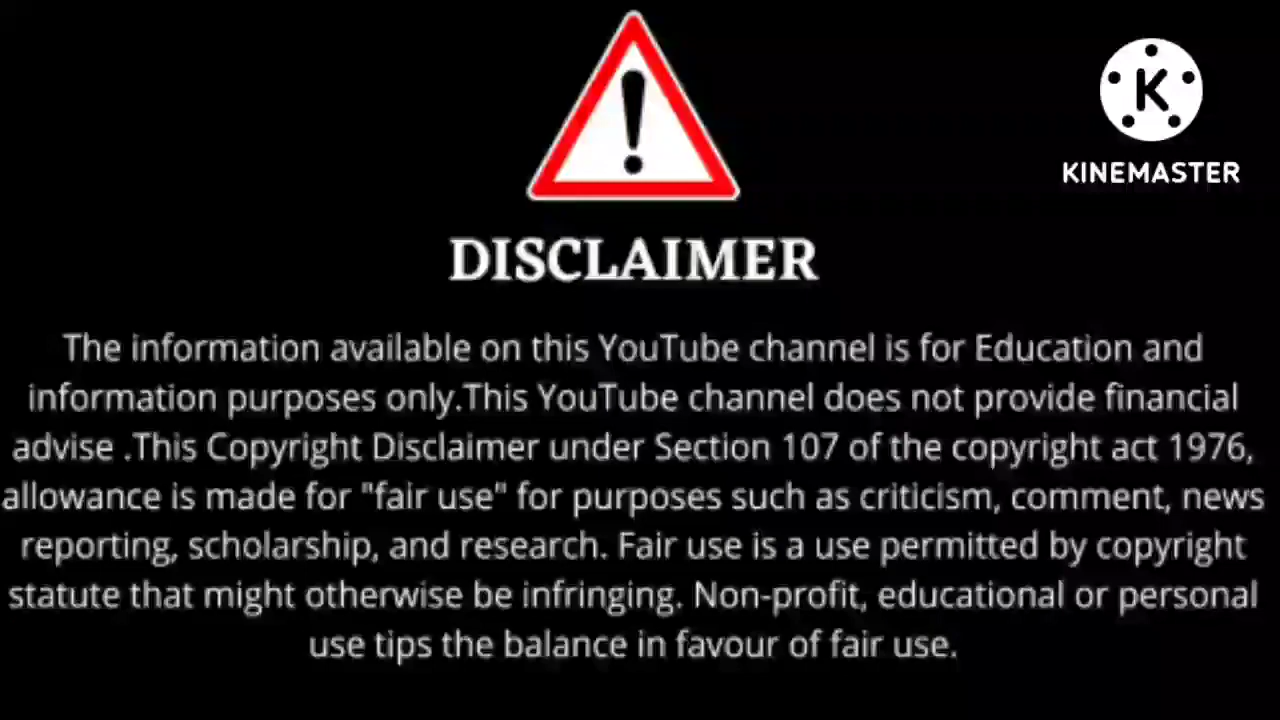 K
KINEMASTER
DISCLAIMER
The information available on this YouTube channel is for Education and
information purposes only.This YouTube channel does not provide financial
advise .This Copyright Disclaimer under Section 107 of the copyright act 1976,
allowance is made for "fair use" for purposes such as criticism, comment, news
reporting, scholarship, and research. Fair use is a use permitted by copyright
statute that might otherwise be infringing. Non-profit, educational or personal
use tips the balance in favour of fair use.